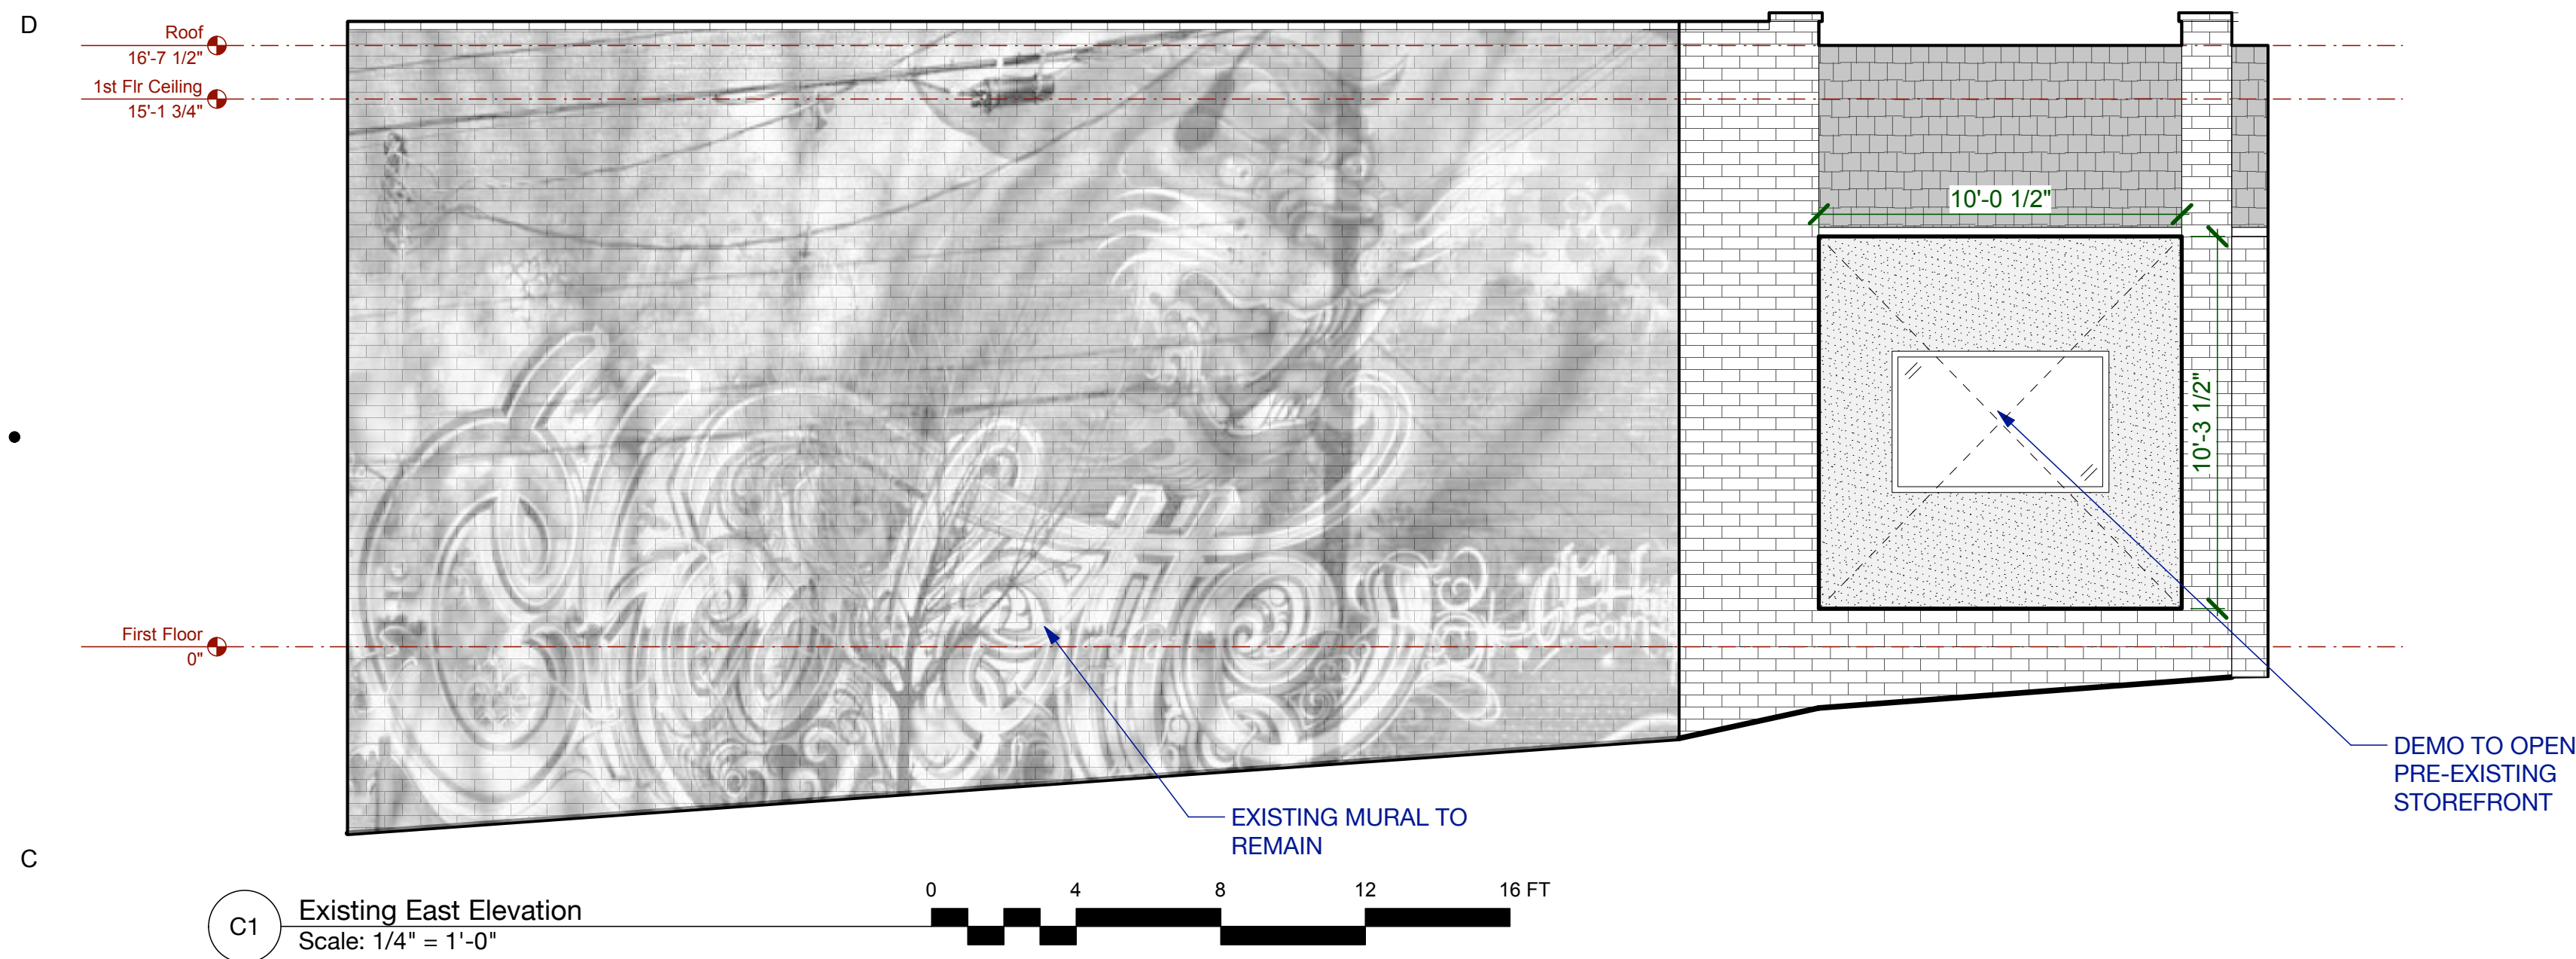 D
Roof
16'-7 1/2"
1st Flr Ceiling
15'-1 3/4"
10'-0 1/2"
10'-3 1/2"
First Floor
0"
DEMO TO OPEN
PRE-EXISTING
STOREFRONT
EXISTING MURAL TO
REMAIN
C
0 4 8 12 16 FT
C1
Existing East Elevation
Scale: 1/4" = 1'-0"